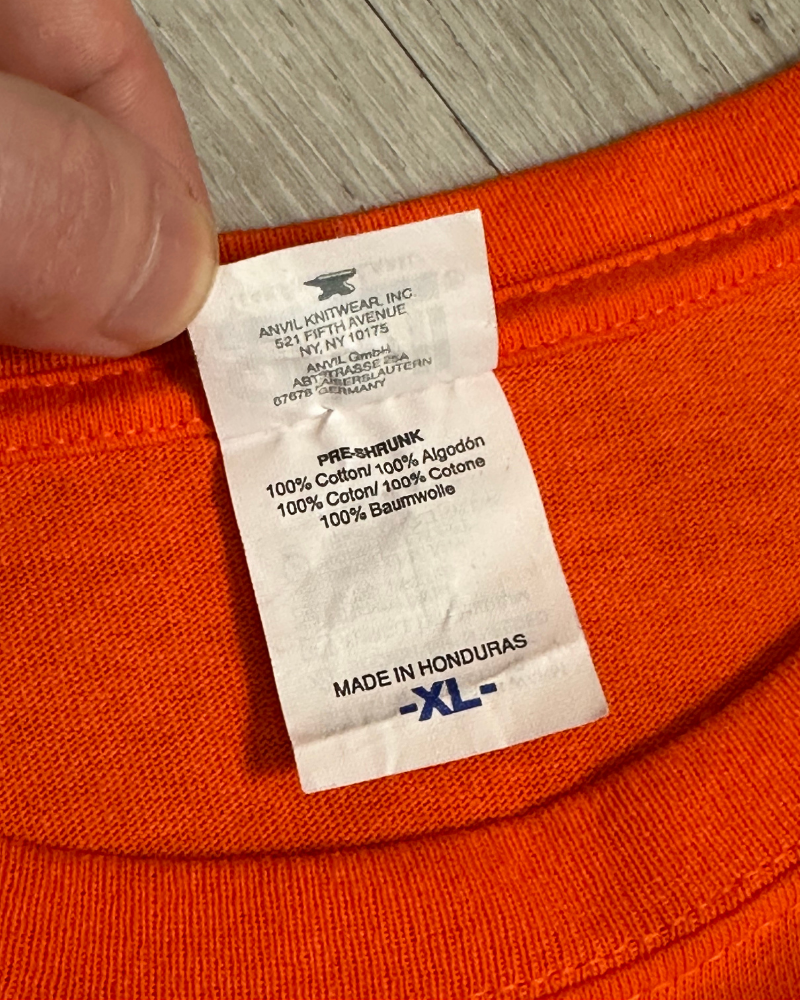 ANVIL KNITWEAR, INC.
521 FIFTH AVENUE
NY, NY 10175
ANVIL GmbH
67678 GERMANY
PRE-SHRUNK
100% Cotton/ 100% Algodón
100% Coton/ 100% Cotone
100% Baumwolle
MADE IN HONDURAS
-XL-